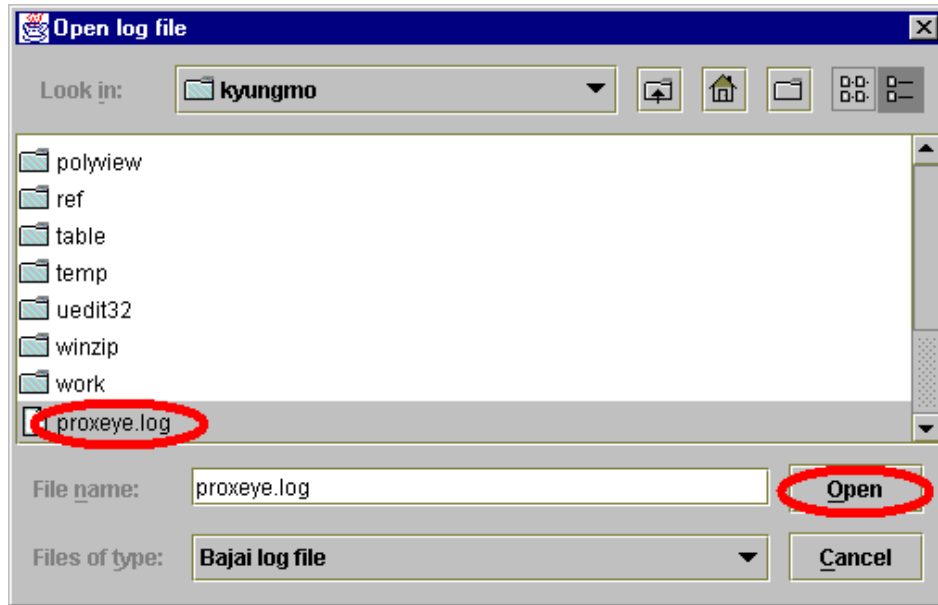 Open log file
Look in: kyungmo
polyview
ref
table
temp
uedit32
winzip
work
proxeye.log
File name: proxeye.log Open
Files of type: Bajai log file Cancel